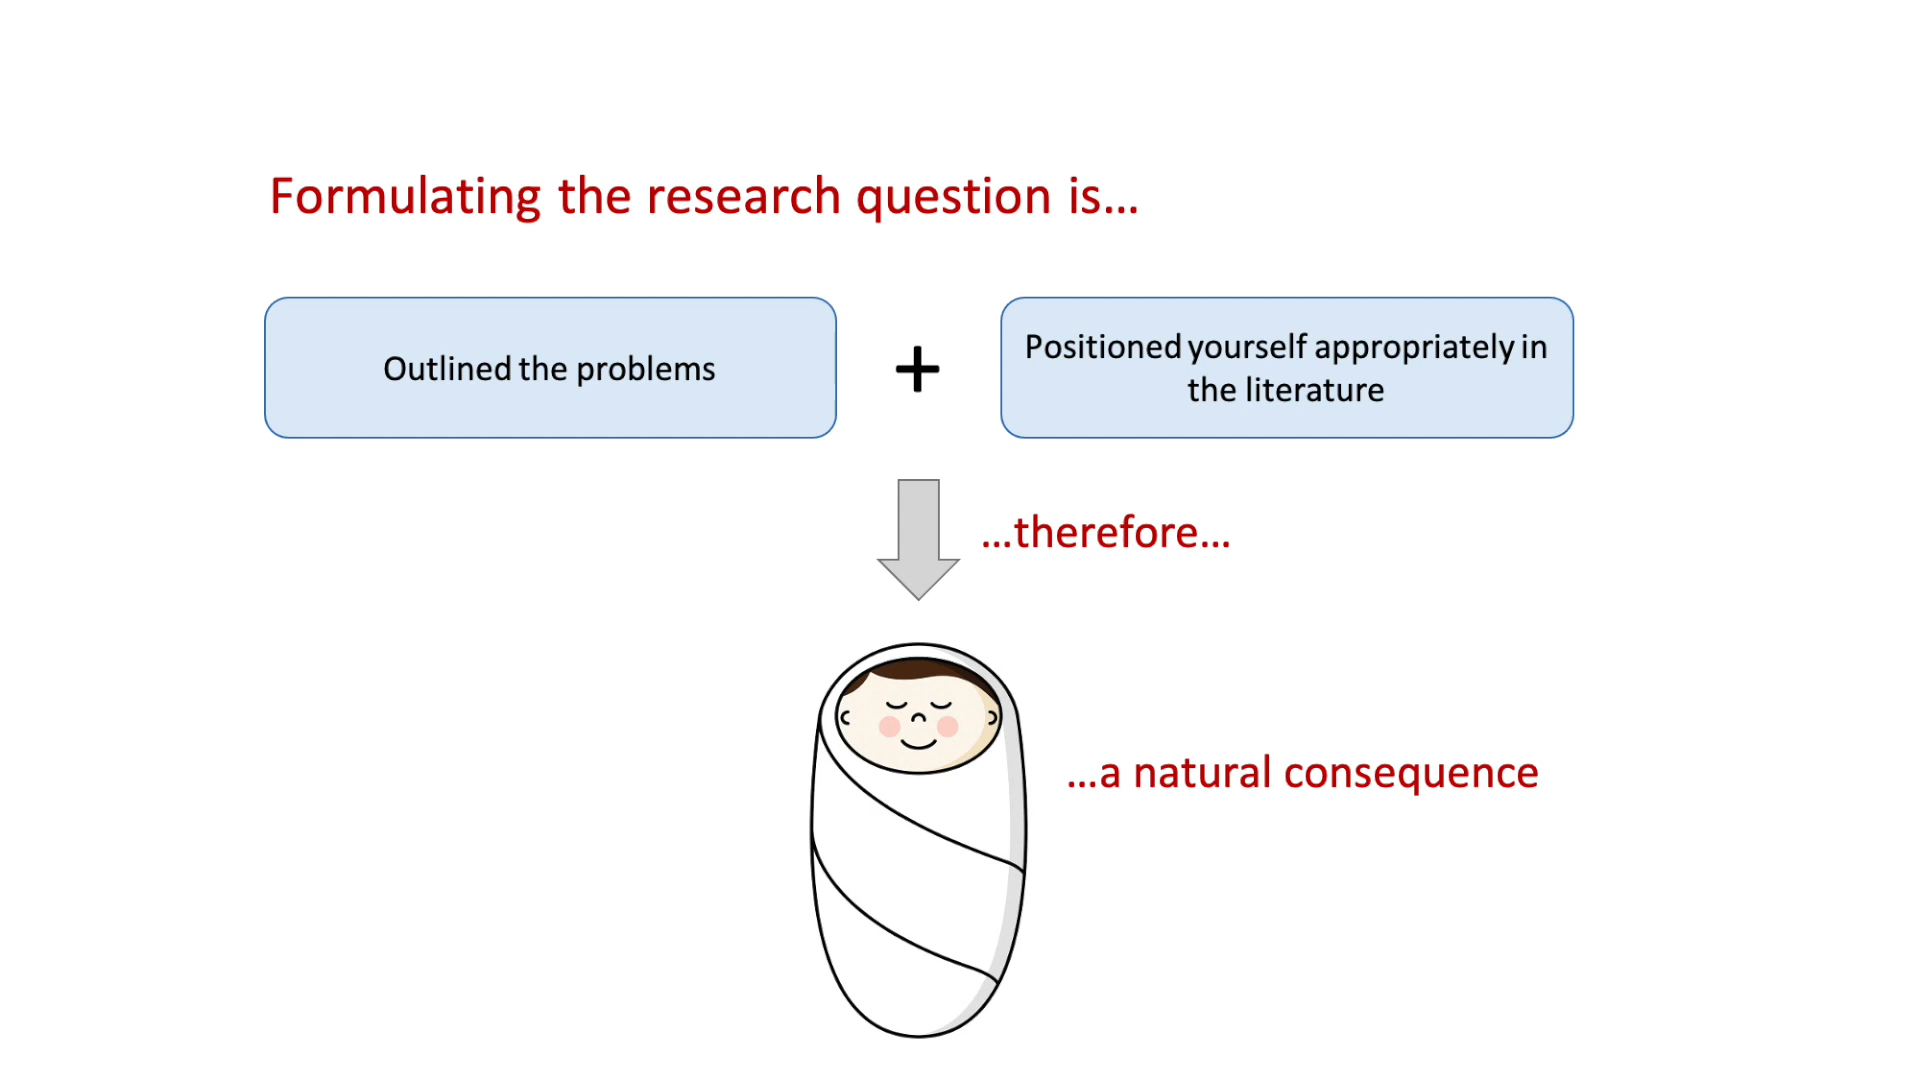 Formulating the research question is...
Outlined the problems
+
Positioned yourself appropriately in
the literature
...therefore...
...a natural consequence